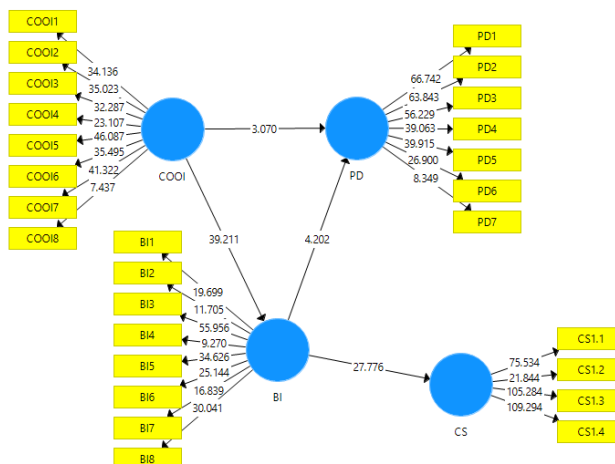 COOI1
COOI2
COOI3
COOI4
COOI5
COOI6
COOI7
COOI8
34.136
35.023
32.287
23.107
46.087
35.495
41.322
7.437
COOI
3.070
PD
66.742
63.843
56.229
39.063
39.915
26.900
8.349
PD1
PD2
PD3
PD4
PD5
PD6
PD7
39.211
4.202
BI1
BI2
BI3
BI4
BI5
BI6
BI7
BI8
19.699
11.705
55.956
9.270
34.626
25.144
16.839
30.041
BI
27.776
CS
75.534
21.844
105.284
109.294
CS1.1
CS1.2
CS1.3
CS1.4